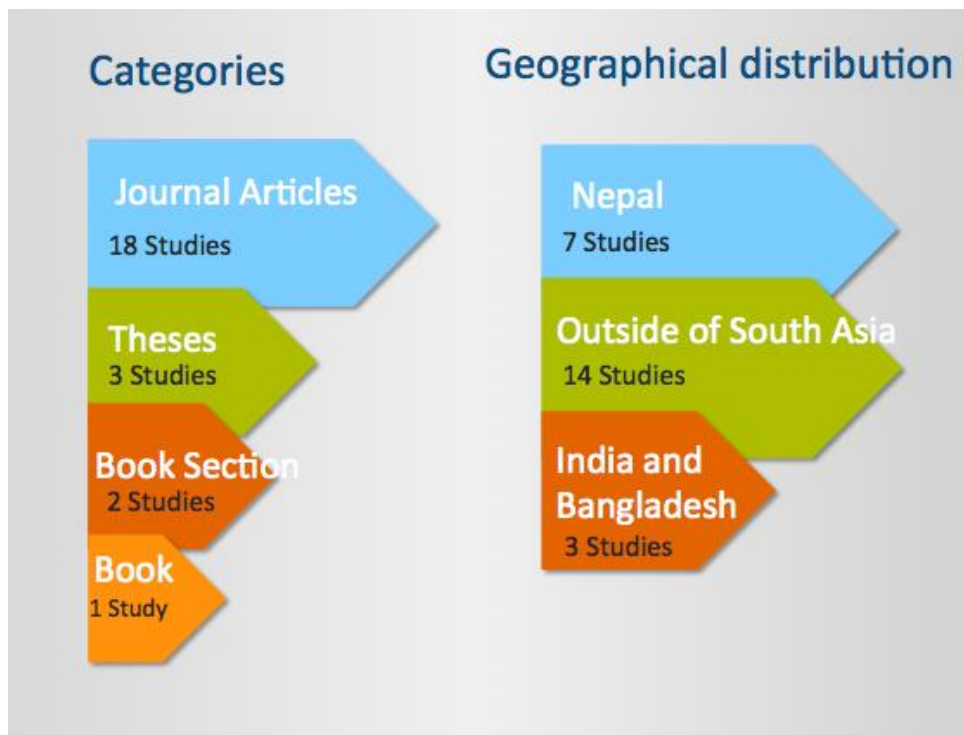 Categories
Journal Articles
18 Studies
Theses
3 Studies
Book Section
2 Studies
Book
1 Study
Geographical distribution
Nepal
7 Studies
Outside of South Asia
14 Studies
India and
Bangladesh
3 Studies